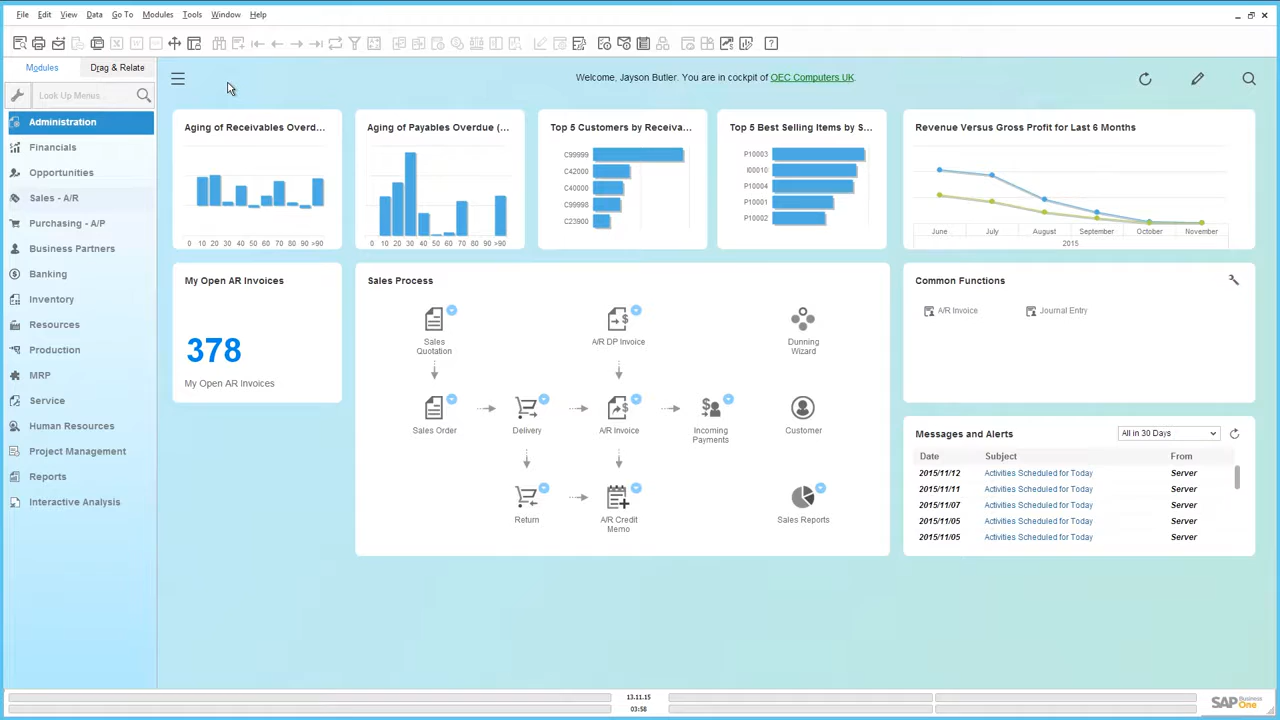 File Edit View Data Go To Modules Tools Window Help
Modules Drag & Relate
Look Up Menus...
Welcome, Jayson Butler. You are in cockpit of OEC Computers UK.
Administration
Financials
Opportunities
Sales - A/R
Purchasing - A/P
Business Partners
Banking
Inventory
Resources
Production
MRP
Service
Human Resources
Project Management
Reports
Interactive Analysis
Aging of Receivables Overd...
0 10 20 30 40 50 60 70 80 90 >90
Aging of Payables Overdue (...
0 10 20 30 40 50 60 70 80 90 >90
Top 5 Customers by Receiva...
C99999
C42000
C40000
C99998
C23900
Top 5 Best Selling Items by S...
P10003
I00010
P10004
P10001
P10002
Revenue Versus Gross Profit for Last 6 Months
June July August September October November
2015
My Open AR Invoices
378
My Open AR Invoices
Sales Process
Sales
Quotation
A/R DP Invoice
Dunning
Wizard
Sales Order
Delivery
A/R Invoice
Incoming
Payments
Customer
Return
A/R Credit
Memo
Sales Reports
Common Functions
A/R Invoice Journal Entry
Messages and Alerts All in 30 Days
Date Subject From
2015/11/12 Activities Scheduled for Today Server
2015/11/11 Activities Scheduled for Today Server
2015/11/07 Activities Scheduled for Today Server
2015/11/05 Activities Scheduled for Today Server
2015/11/05 Activities Scheduled for Today Server
13.11.15
03:58
SAP Business One